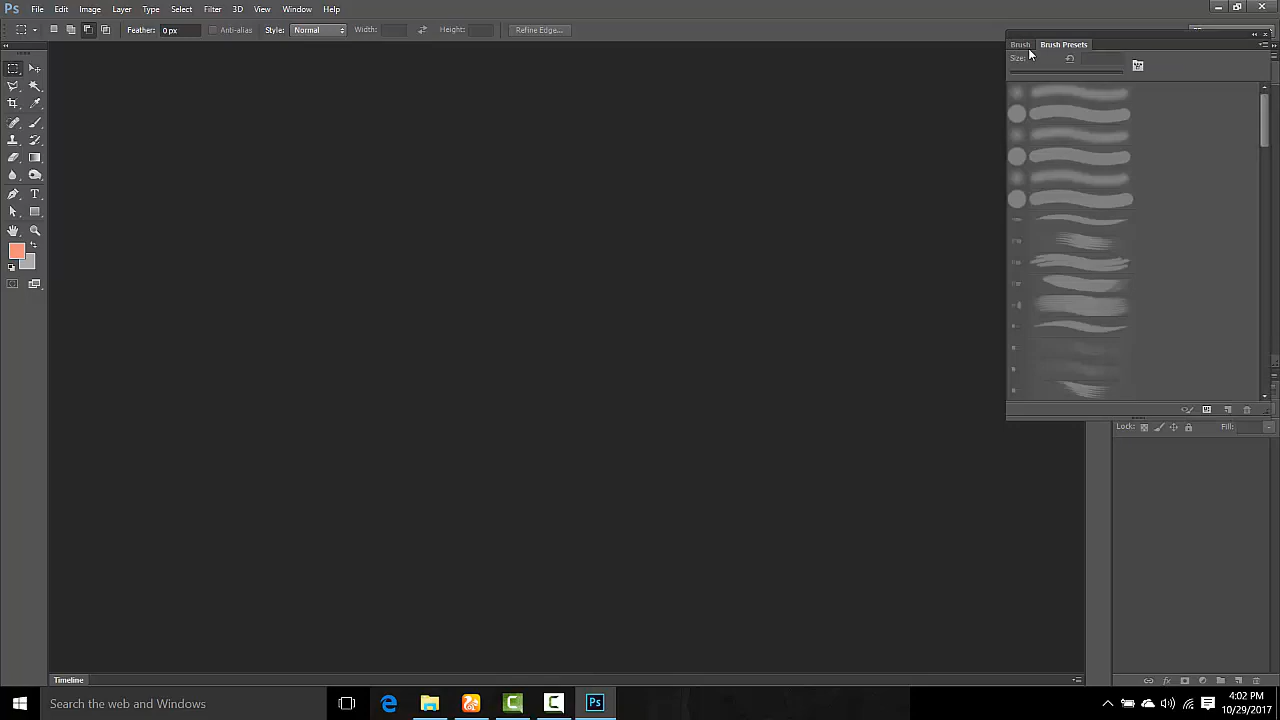 Ps File Edit Image Layer Type Select Filter 3D View Window Help
Feather: 0 px Anti-alias Style: Normal Width: Height: Refine Edge...
Brush Brush Presets
Size:
Lock: Fill:
Timeline
Search the web and Windows
Ps
4:02 PM
10/29/2017